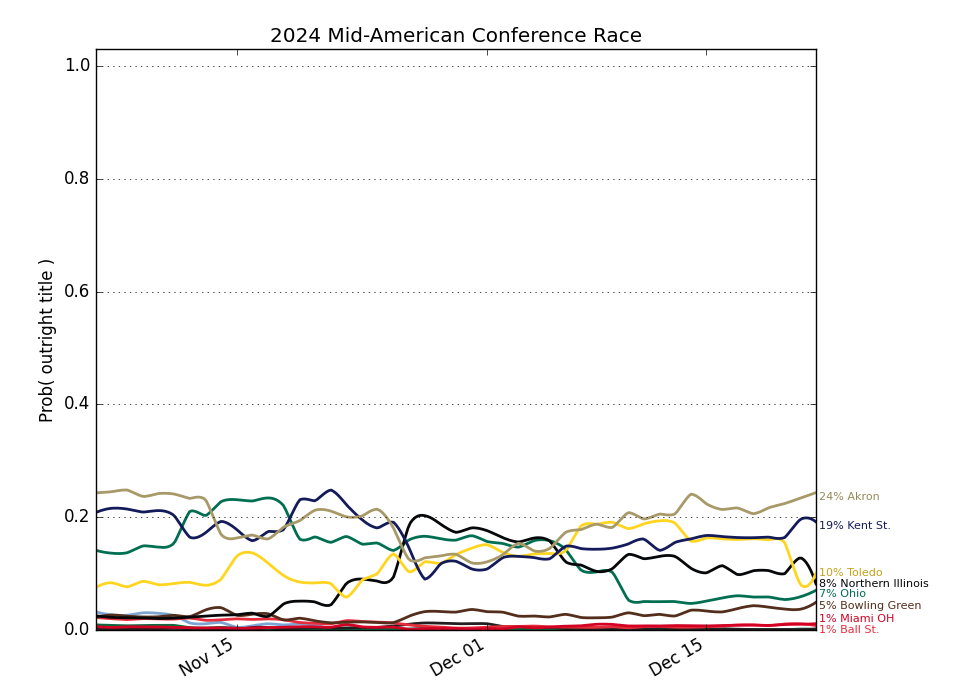 2024 Mid-American Conference Race
Prob( outright title )
1.0
0.8
0.6
0.4
0.2
0.0
Nov 15
Dec 01
Dec 15
24% Akron
19% Kent St.
10% Toledo
8% Northern Illinois
7% Ohio
5% Bowling Green
1% Miami OH
1% Ball St.